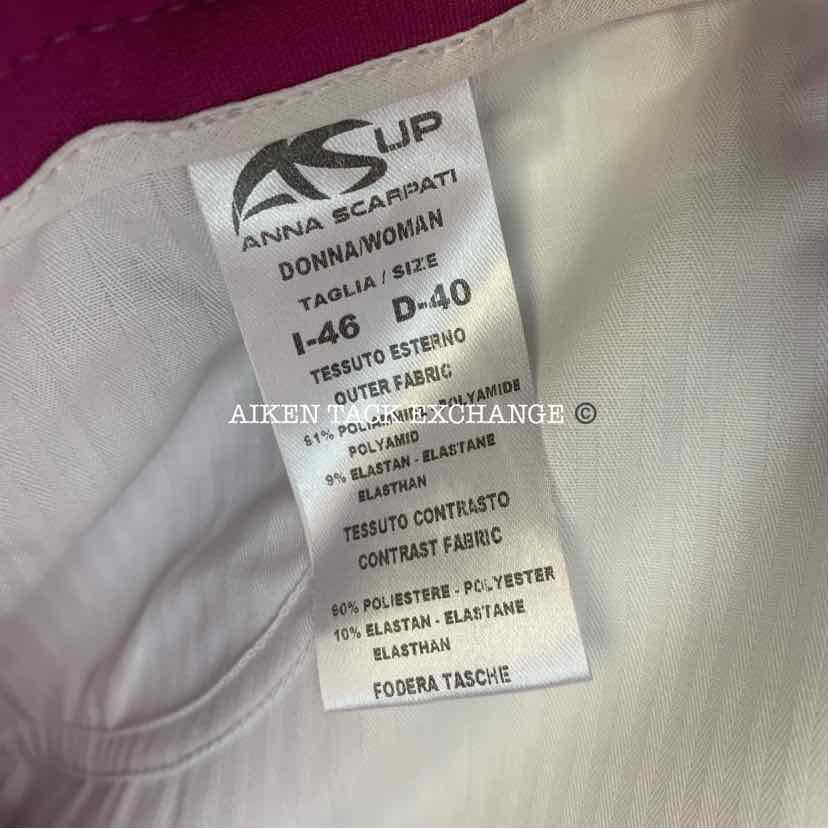 AS UP
ANNA SCARPATI
DONNA/WOMAN
TAGLIA / SIZE
I-46 D-40
TESSUTO ESTERNO
OUTER FABRIC
AIKEN TACK EXCHANGE ©
POLYAMIDE
POLYAMID
9% ELASTAN - ELASTANE
ELASTHAN
TESSUTO CONTRASTO
CONTRAST FABRIC
90% POLIESTERE - POLYESTER
10% ELASTAN - ELASTANE
ELASTHAN
FODERA TASCHE